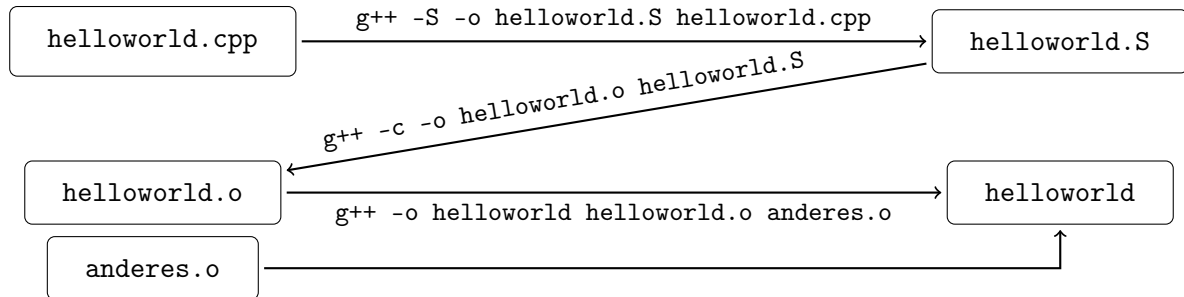 g++ -S -o helloworld.S helloworld.cpp
helloworld.cpp
helloworld.S
g++ -c -o helloworld.o helloworld.S
helloworld.o
helloworld
g++ -o helloworld helloworld.o anderes.o
anderes.o